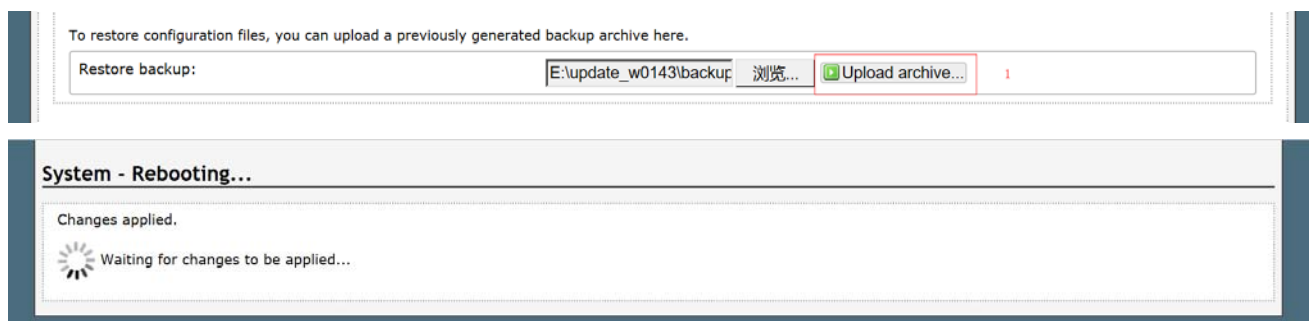 To restore configuration files, you can upload a previously generated backup archive here.
Restore backup: E:\update_w0143\backup 浏览... Upload archive... 1
System - Rebooting...
Changes applied.
Waiting for changes to be applied...